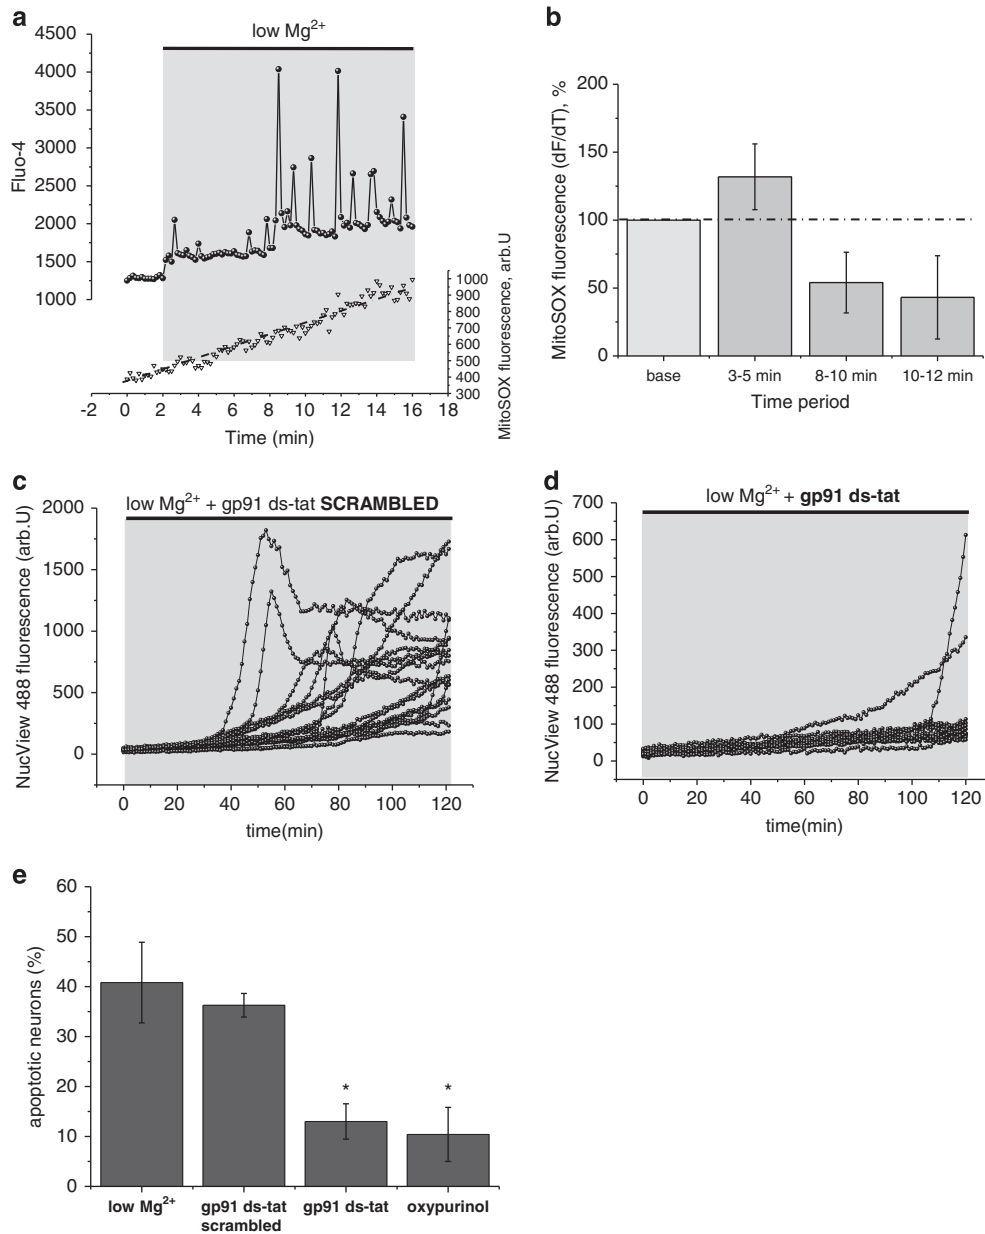 a
low Mg2+
4500
4000
3500
3000
2500
2000
1500
1000
Fluo-4
1000
900
800
700
600
500
400
300
MitoSOX fluorescence, arb.U
-2 0 2 4 6 8 10 12 14 16 18
Time (min)
b
200
150
100
50
0
MitoSOX fluorescence (dF/dT), %
base 3-5 min 8-10 min 10-12 min
Time period
c
low Mg2+ + gp91 ds-tat SCRAMBLED
2000
1500
1000
500
0
NucView 488 fluorescence (arb.U)
0 20 40 60 80 100 120
time(min)
d
low Mg2+ + gp91 ds-tat
700
600
500
400
300
200
100
0
NucView 488 fluorescence (arb.U)
0 20 40 60 80 100 120
time(min)
e
60
50
40
30
20
10
0
apoptotic neurons (%)
* *
low Mg2+ gp91 ds-tat gp91 ds-tat oxypurinol
scrambled